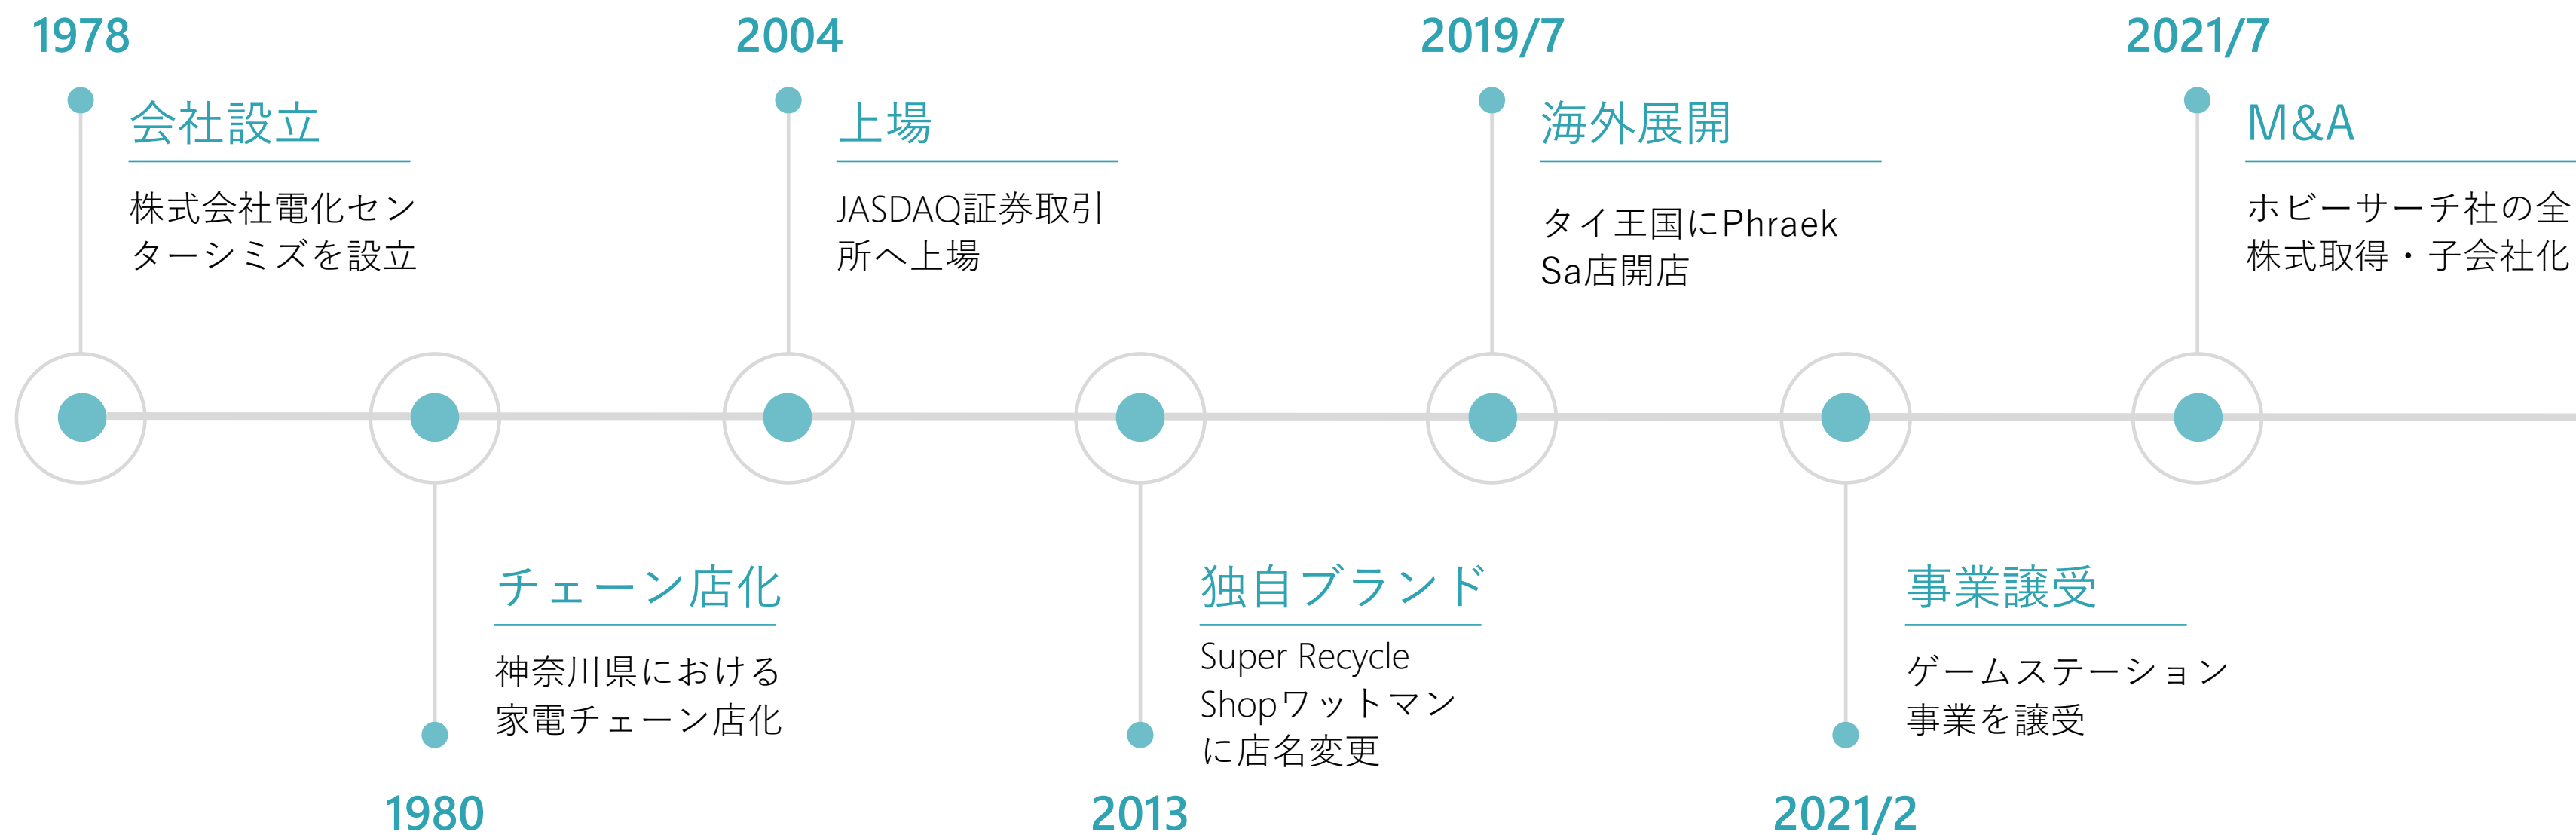 1978
会社設立
株式会社電化セン
ターシミズを設立
1980
チェーン店化
神奈川県における
家電チェーン店化
2004
上場
JASDAQ証券取引
所へ上場
2013
独自ブランド
Super Recycle
Shopワットマン
に店名変更
2019/7
海外展開
タイ王国にPhraek
Sa店開店
2021/2
事業譲受
ゲームステーション
事業を譲受
2021/7
M&A
ホビーサーチ社の全
株式取得・子会社化